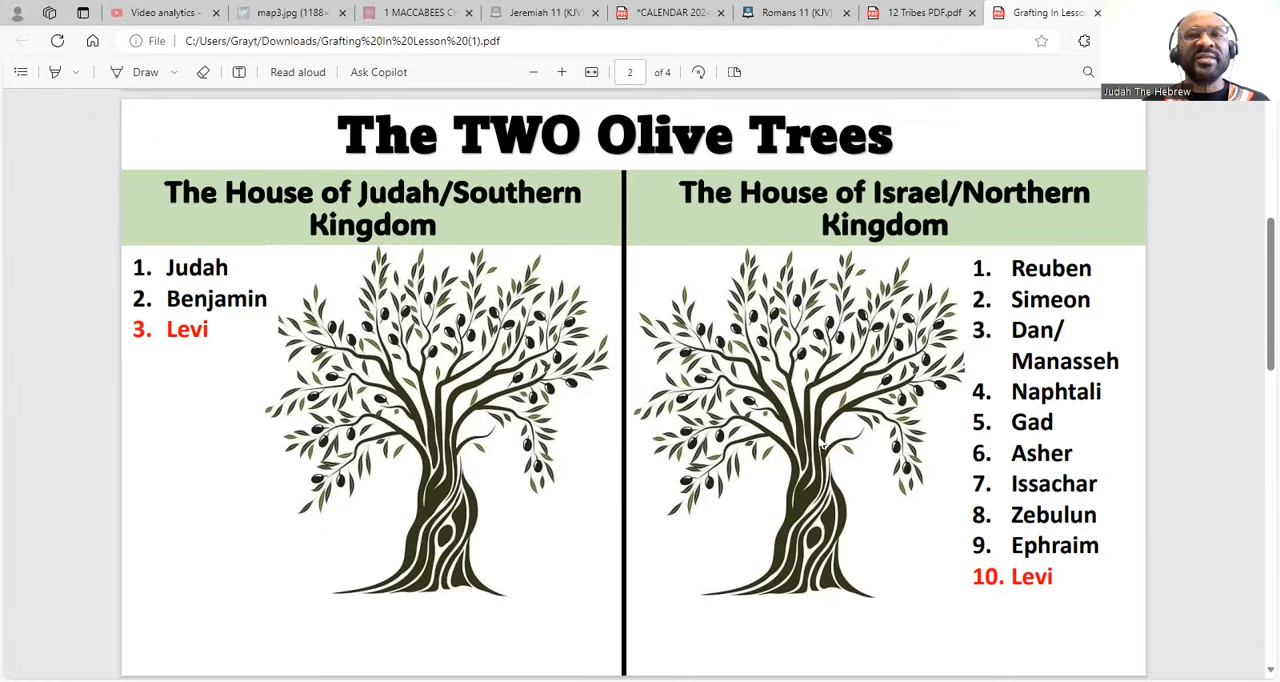 Video analytics -
map3.jpg (1188×
1 MACCABEES CH
Jeremiah 11 (KJV)
*CALENDAR 2024
Romans 11 (KJV)
12 Tribes PDF.pdf
Grafting In Lesso
File
C:/Users/Grayt/Downloads/Grafting%20In%20Lesson%20(1).pdf
Draw
Read aloud
Ask Copilot
2
of 4
Judah The Hebrew
The TWO Olive Trees
The House of Judah/Southern
Kingdom
1. Judah
2. Benjamin
3. Levi
The House of Israel/Northern
Kingdom
1. Reuben
2. Simeon
3. Dan/
Manasseh
4. Naphtali
5. Gad
6. Asher
7. Issachar
8. Zebulun
9. Ephraim
10. Levi